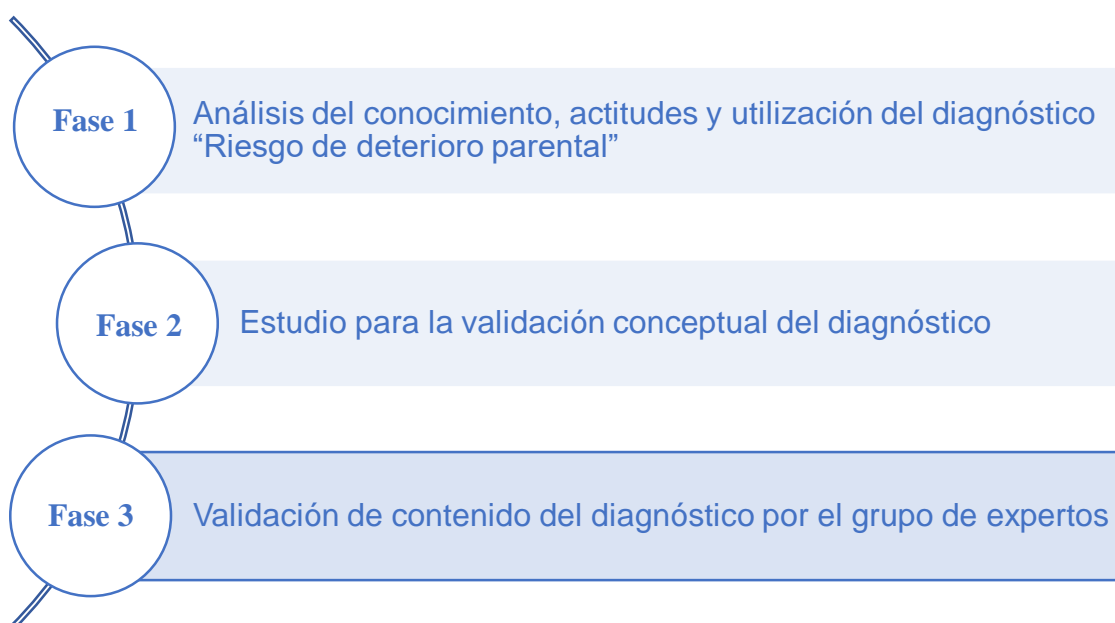 Fase 1
Análisis del conocimiento, actitudes y utilización del diagnóstico
“Riesgo de deterioro parental”
Fase 2
Estudio para la validación conceptual del diagnóstico
Fase 3
Validación de contenido del diagnóstico por el grupo de expertos